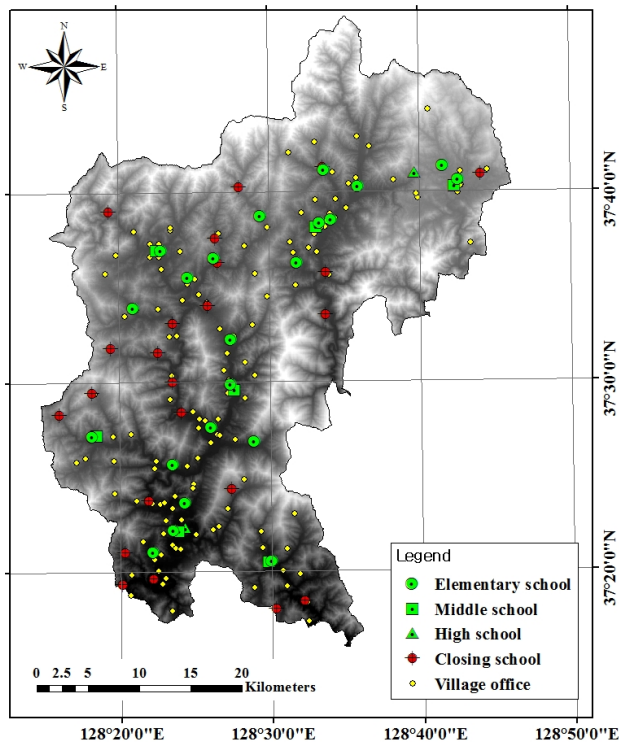 N
W E
S
37°40'0"N
37°30'0"N
37°20'0"N
Legend
Elementary school
Middle school
High school
Closing school
Village office
0 2.5 5 10 15 20
Kilometers
128°20'0"E 128°30'0"E 128°40'0"E 128°50'0"E